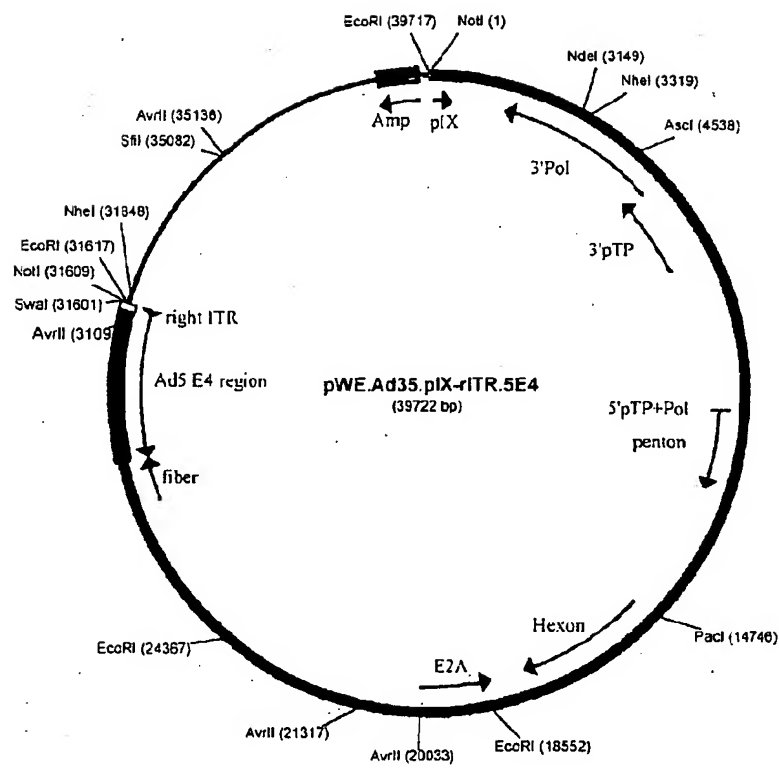 EcoRI (39717)
NotI (1)
NdeI (3149)
NheI (3319)
AscI (4538)
Amp
pIX
3'Pol
3'pTP
AvrII (35136)
SfiI (35082)
NheI (31848)
EcoRI (31617)
NotI (31609)
SwaI (31601)
AvrII (3109
right ITR
Ad5 E4 region
fiber
pWE.Ad35.pIX-rITR.5E4
(39722 bp)
5'pTP+Pol
penton
Hexon
PacI (14746)
E2A
EcoRI (24367)
AvrII (21317)
AvrII (20033)
EcoRI (18552)